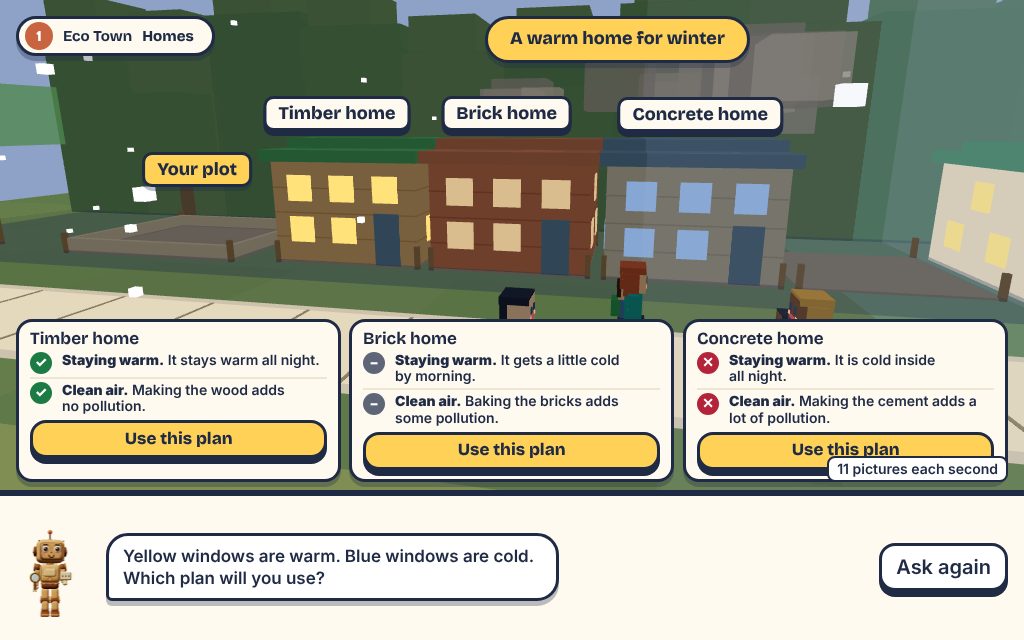 1 Eco Town Homes
A warm home for winter
Timber home
Brick home
Concrete home
Your plot
Timber home
Staying warm. It stays warm all night.
Clean air. Making the wood adds
no pollution.
Use this plan
Brick home
Staying warm. It gets a little cold
by morning.
Clean air. Baking the bricks adds
some pollution.
Use this plan
Concrete home
Staying warm. It is cold inside
all night.
Clean air. Making the cement adds a
lot of pollution.
Use this plan
11 pictures each second
Yellow windows are warm. Blue windows are cold.
Which plan will you use?
Ask again